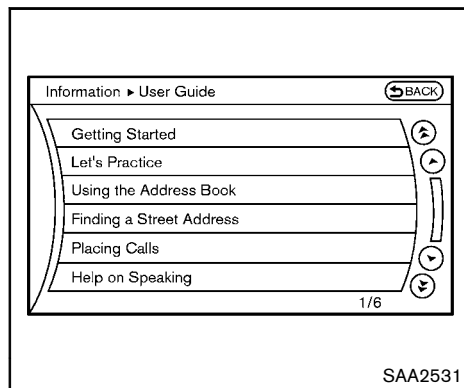 Information ▸ User Guide
BACK
Getting Started
Let's Practice
Using the Address Book
Finding a Street Address
Placing Calls
Help on Speaking
1/6
SAA2531